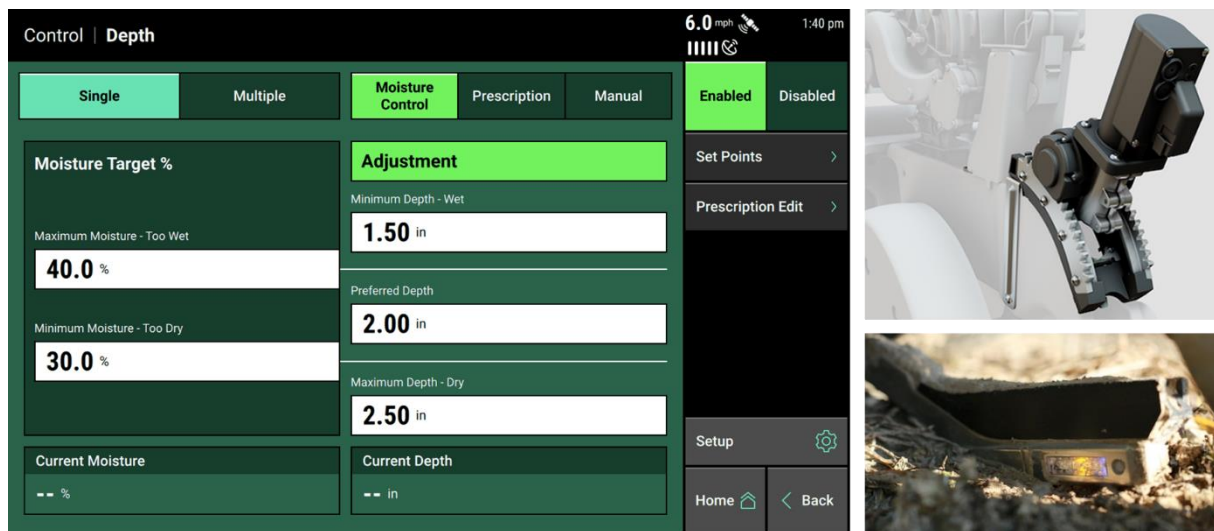 Control | Depth
6.0 mph
1:40 pm
Single
Multiple
Moisture
Control
Prescription
Manual
Enabled
Disabled
Moisture Target %
Adjustment
Set Points
Prescription Edit
Minimum Depth - Wet
1.50 in
Maximum Moisture - Too Wet
40.0 %
Preferred Depth
2.00 in
Minimum Moisture - Too Dry
30.0 %
Maximum Depth - Dry
2.50 in
Current Moisture
-- %
Current Depth
-- in
Setup
Home
Back